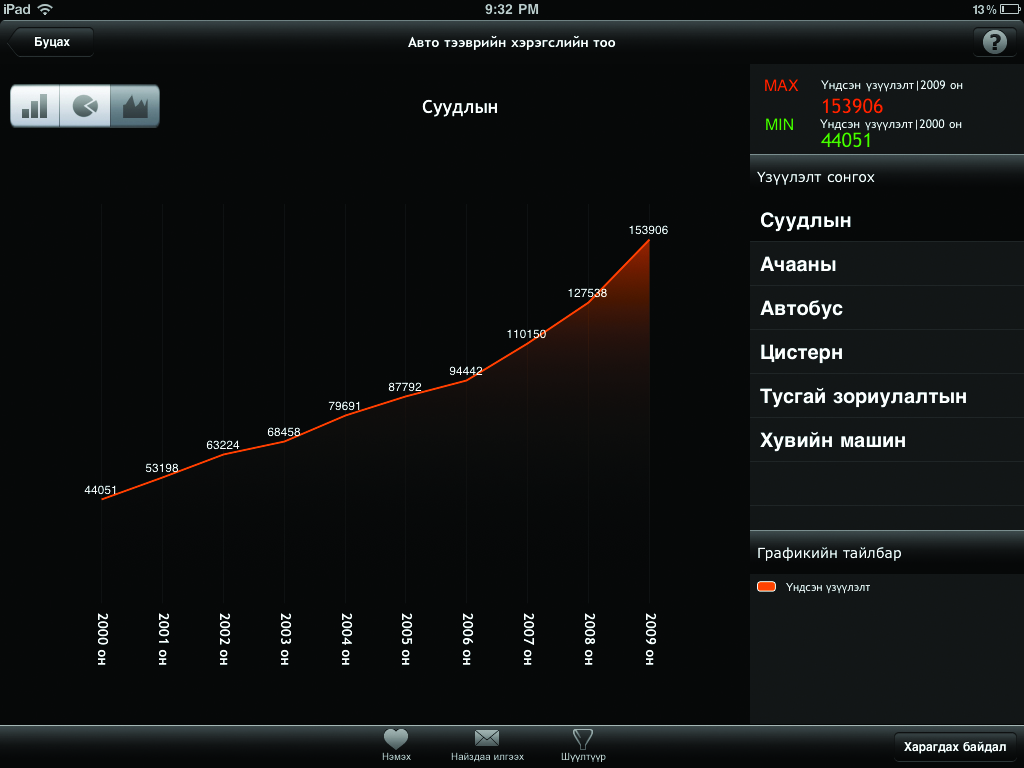 iPad 9:32 PM 13%
Буцах
Авто тээврийн хэрэгслийн тоо
?
Суудлын
MAX Үндсэн үзүүлэлт|2009 он
153906
MIN Үндсэн үзүүлэлт|2000 он
44051
Үзүүлэлт сонгох
Суудлын
Ачааны
Автобус
Цистерн
Тусгай зориулалтын
Хувийн машин
Графикийн тайлбар
Үндсэн үзүүлэлт
44051
53198
63224
68458
79691
87792
94442
110150
127538
153906
2000 он
2001 он
2002 он
2003 он
2004 он
2005 он
2006 он
2007 он
2008 он
2009 он
Нэмэх
Найздаа илгээх
Шүүлтүүр
Харагдах байдал